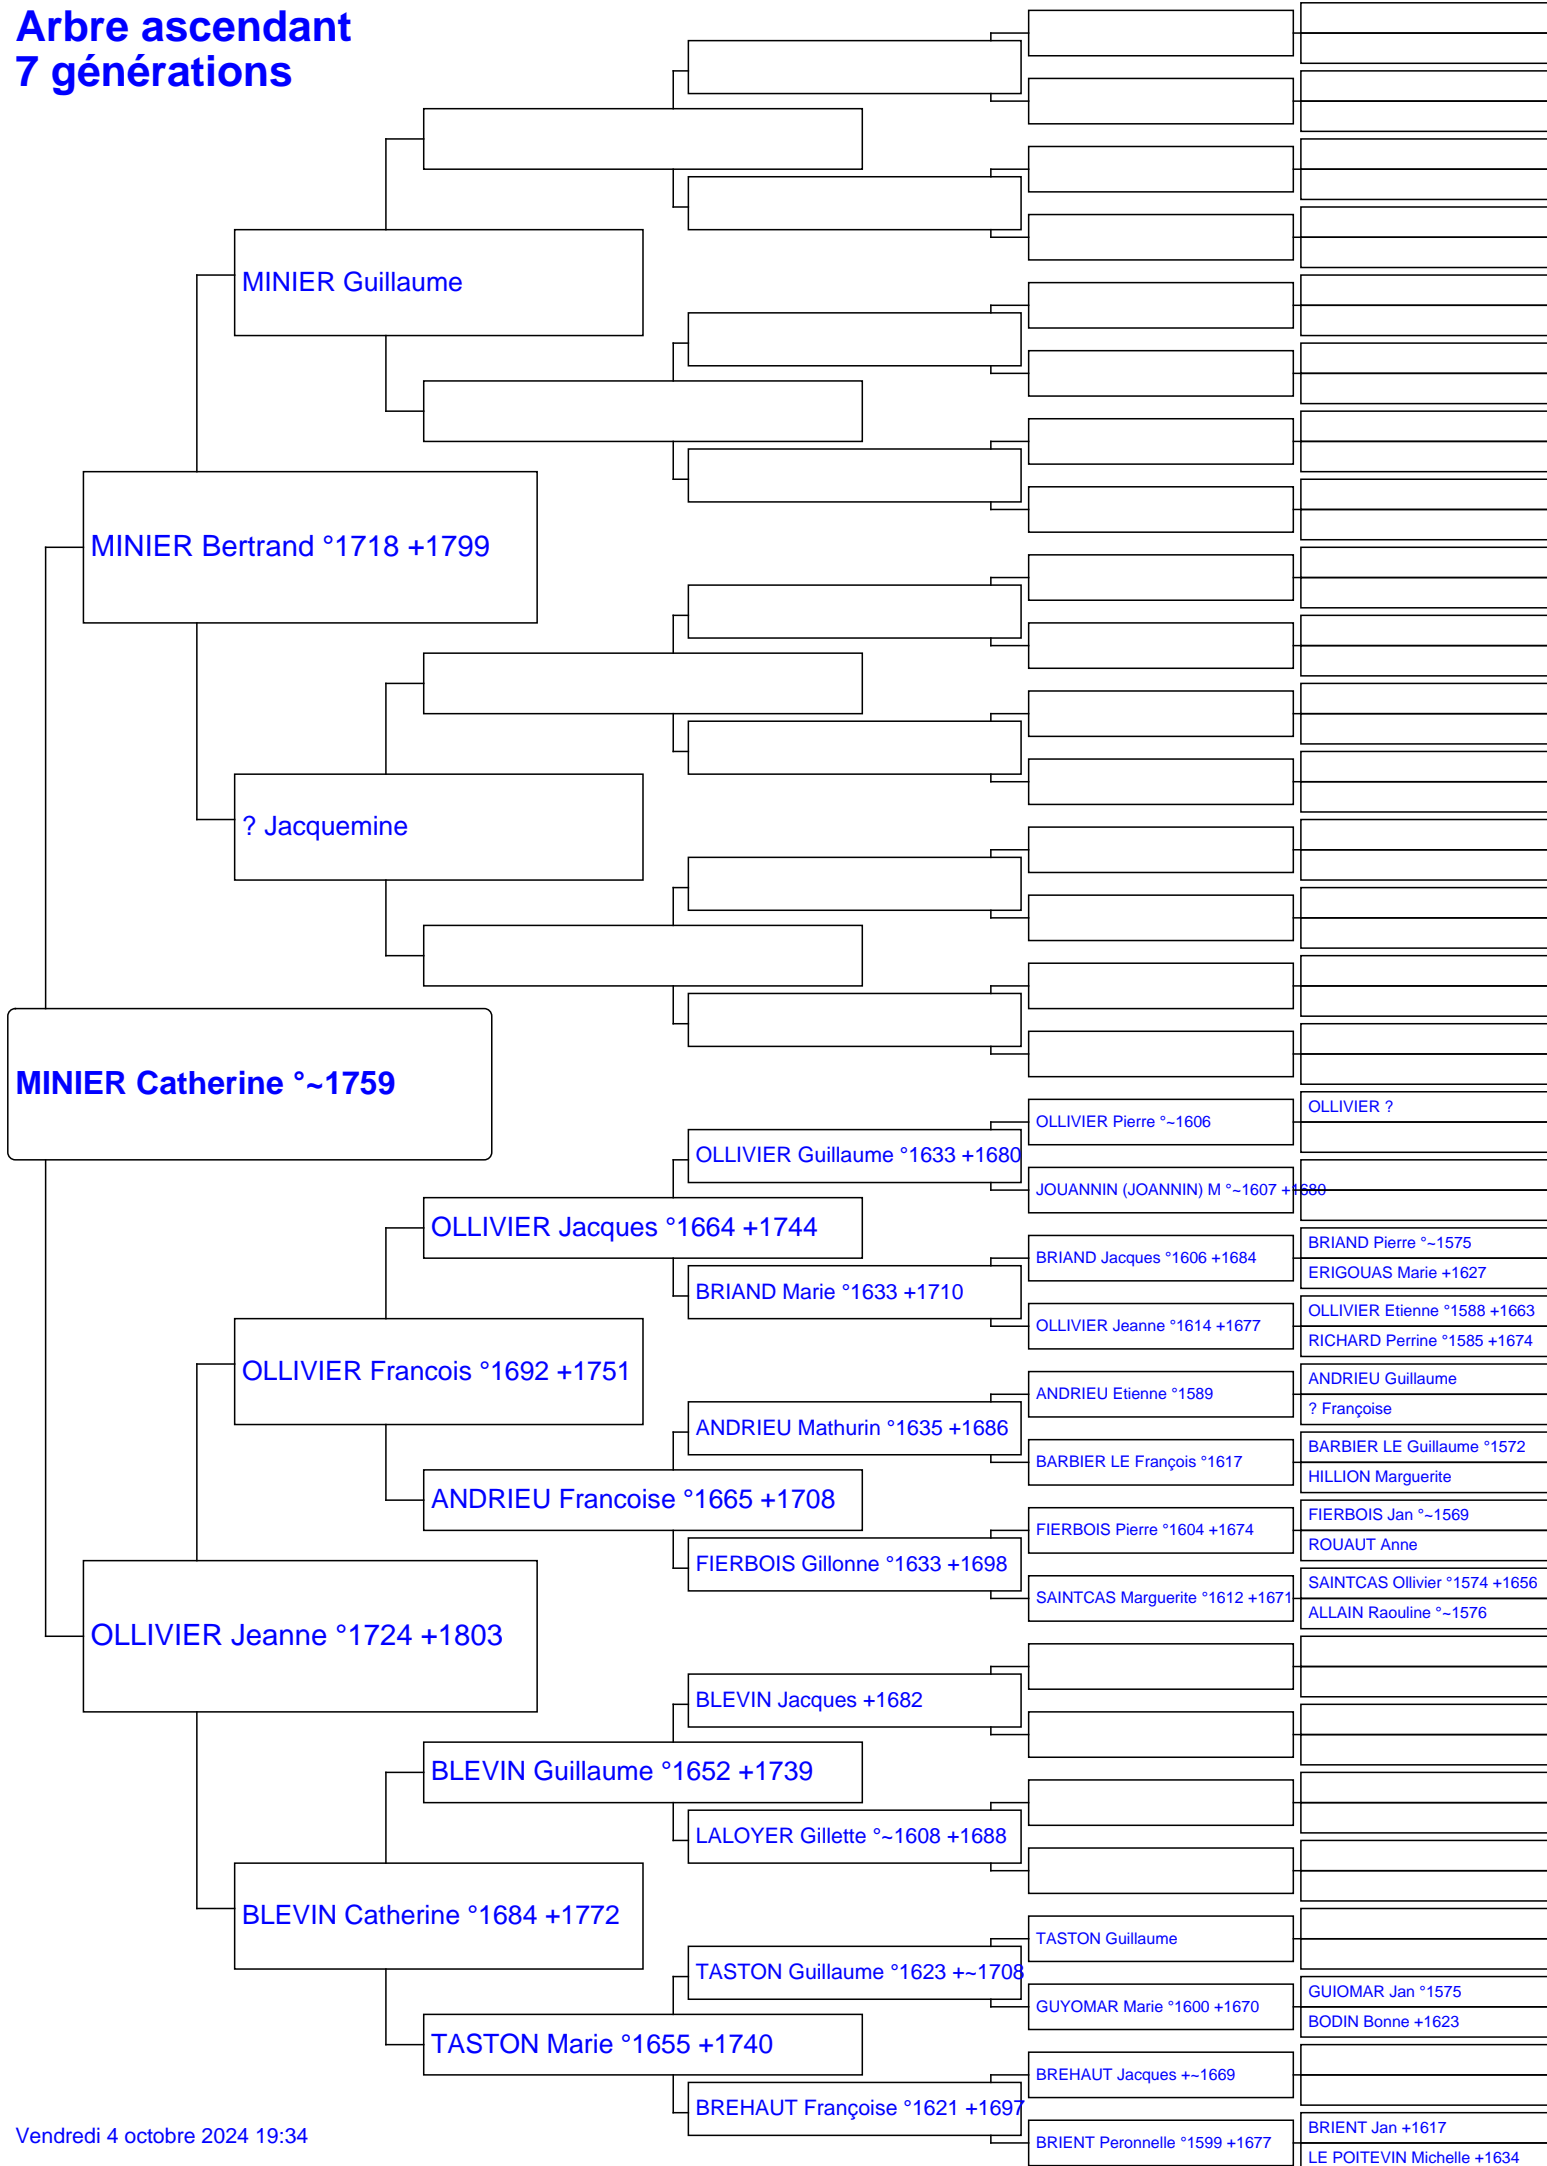 Arbre ascendant
7 générations
MINIER Guillaume
MINIER Bertrand °1718 +1799
? Jacquemine
MINIER Catherine °~1759
OLLIVIER ?
OLLIVIER Pierre °~1606
OLLIVIER Guillaume °1633 +1680
JOUANNIN (JOANNIN) M °~1607 +1680
OLLIVIER Jacques °1664 +1744
BRIAND Pierre °~1575
BRIAND Jacques °1606 +1684
ERIGOUAS Marie +1627
BRIAND Marie °1633 +1710
OLLIVIER Etienne °1588 +1663
OLLIVIER Jeanne °1614 +1677
RICHARD Perrine °1585 +1674
OLLIVIER Francois °1692 +1751
ANDRIEU Guillaume
ANDRIEU Etienne °1589
? Françoise
ANDRIEU Mathurin °1635 +1686
BARBIER LE Guillaume °1572
BARBIER LE François °1617
HILLION Marguerite
ANDRIEU Francoise °1665 +1708
FIERBOIS Jan °~1569
FIERBOIS Pierre °1604 +1674
ROUAUT Anne
FIERBOIS Gillonne °1633 +1698
SAINTCAS Ollivier °1574 +1656
SAINTCAS Marguerite °1612 +1671
ALLAIN Raouline °~1576
OLLIVIER Jeanne °1724 +1803
BLEVIN Jacques +1682
BLEVIN Guillaume °1652 +1739
LALOYER Gillette °~1608 +1688
BLEVIN Catherine °1684 +1772
TASTON Guillaume
TASTON Guillaume °1623 +~1708
GUIOMAR Jan °1575
GUYOMAR Marie °1600 +1670
BODIN Bonne +1623
TASTON Marie °1655 +1740
BREHAUT Jacques +~1669
BREHAUT Françoise °1621 +1697
BRIENT Jan +1617
BRIENT Peronnelle °1599 +1677
LE POITEVIN Michelle +1634
Vendredi 4 octobre 2024 19:34